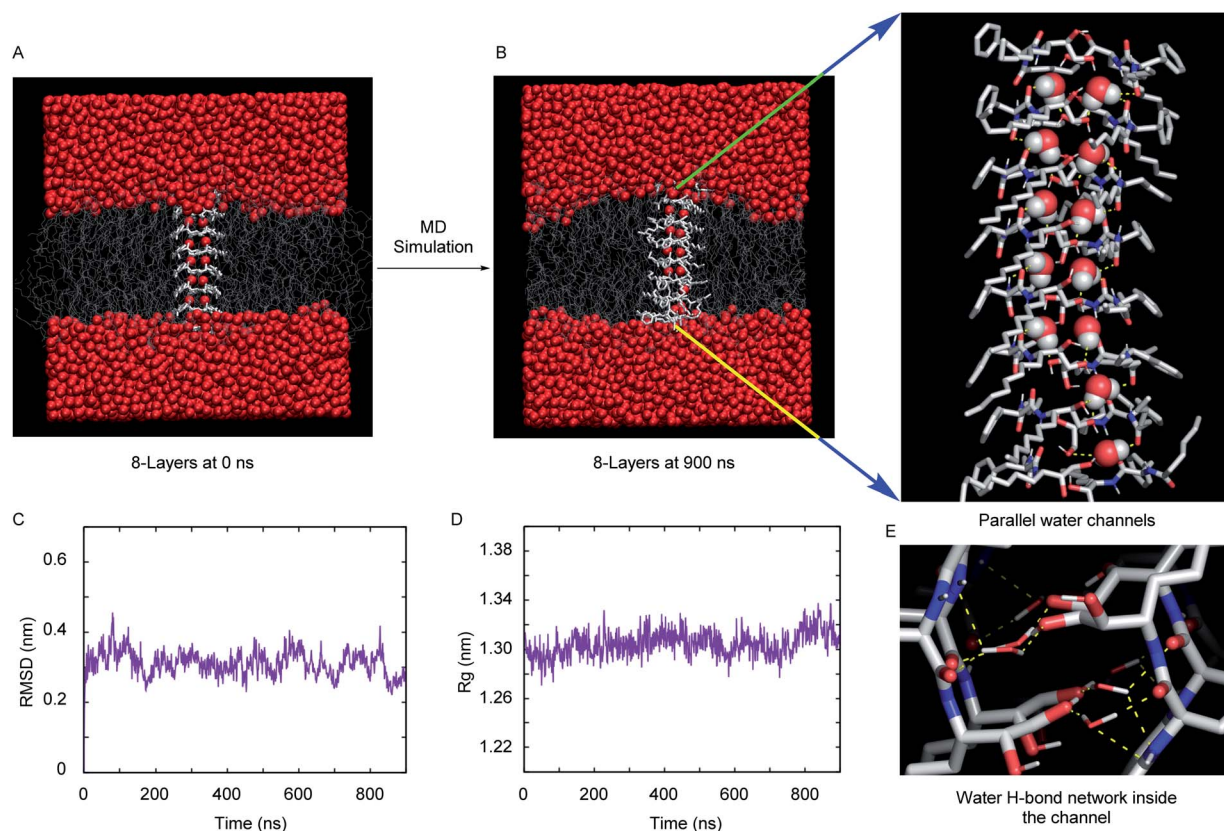 A
B
MD
Simulation
8-Layers at 0 ns
8-Layers at 900 ns
Parallel water channels
C
RMSD (nm)
0.6
0.4
0.2
0
0
200
400
600
800
Time (ns)
D
Rg (nm)
1.38
1.34
1.30
1.26
1.22
0
200
400
600
800
Time (ns)
E
Water H-bond network inside
the channel